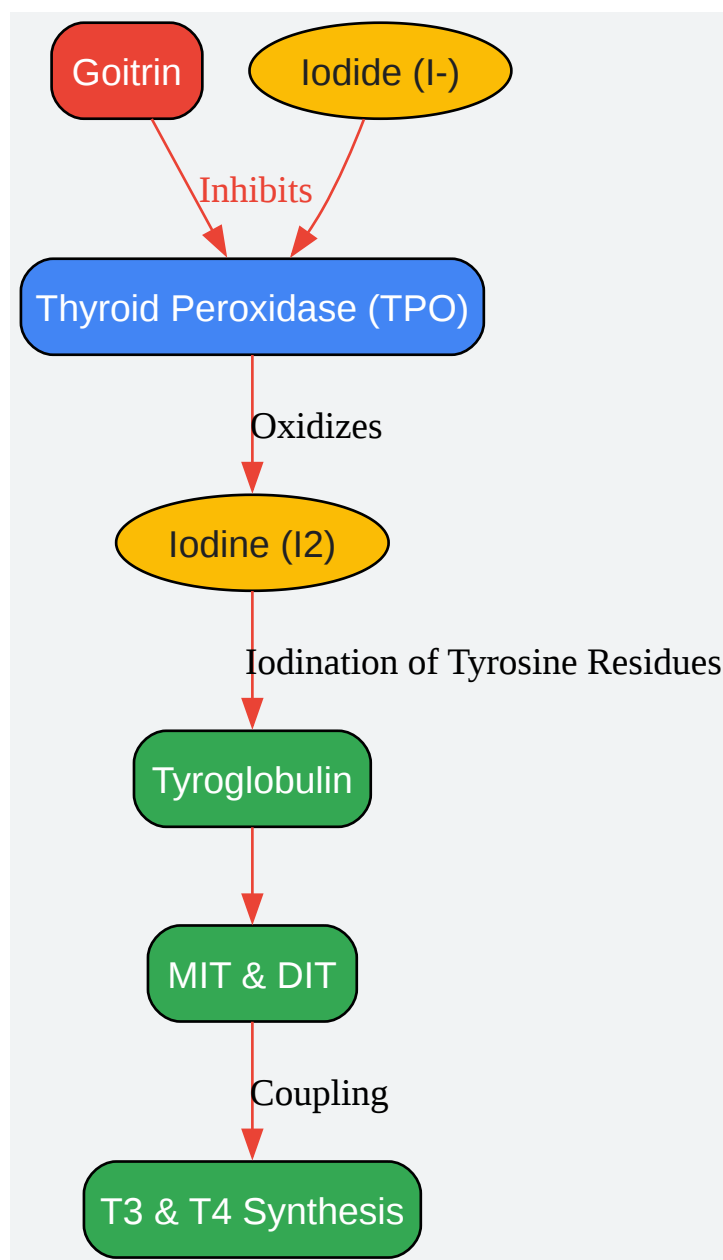 Goitrin
Iodide (I-)
Inhibits
Thyroid Peroxidase (TPO)
Oxidizes
Iodine (I2)
Iodination of Tyrosine Residues
Tyroglobulin
MIT & DIT
Coupling
T3 & T4 Synthesis